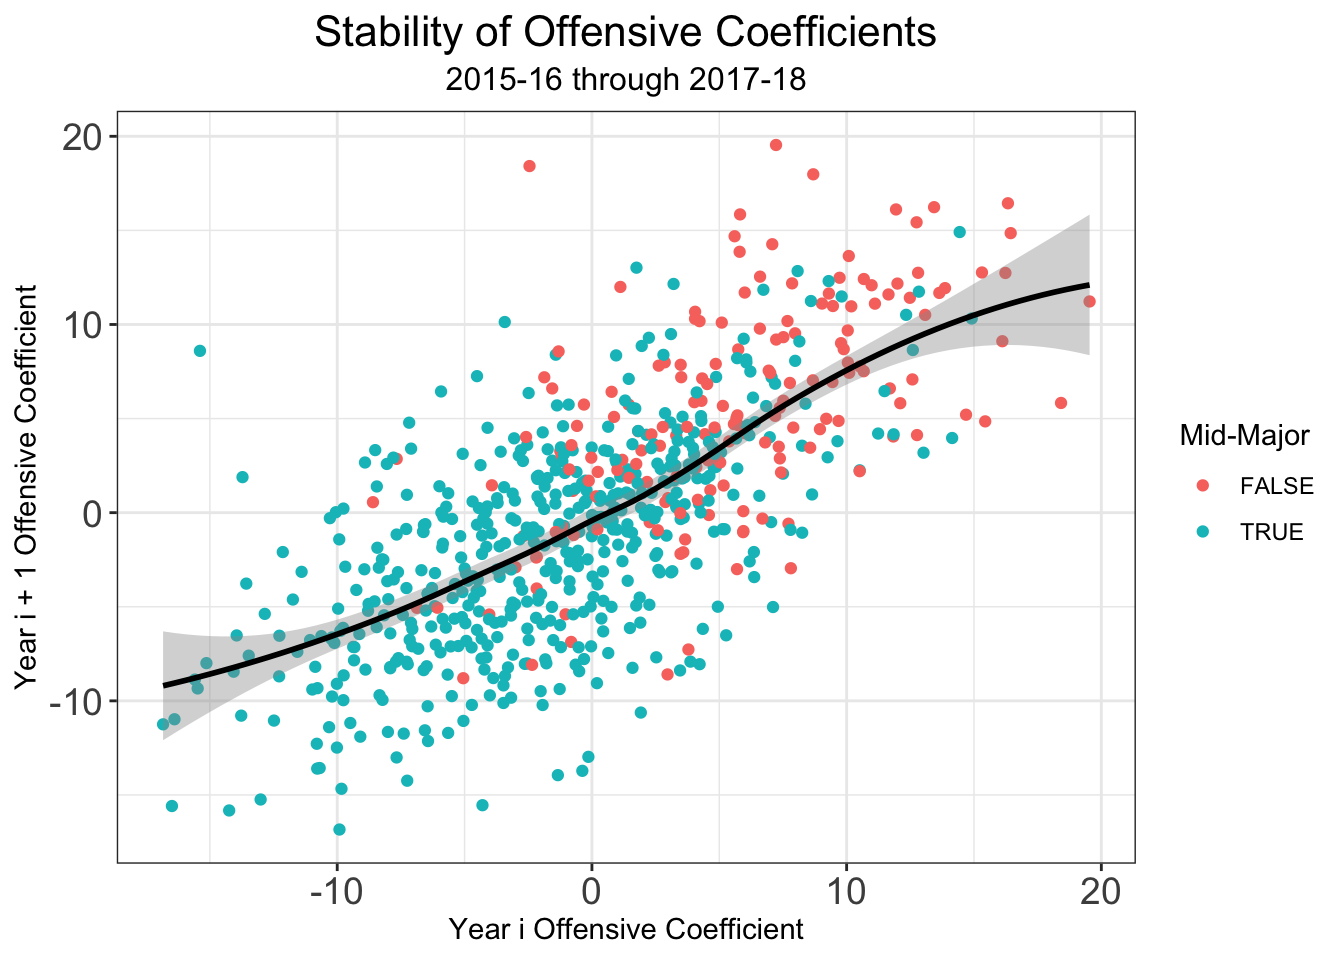 Stability of Offensive Coefficients
2015-16 through 2017-18
Year i + 1 Offensive Coefficient
20
10
0
-10
-10 0 10 20
Year i Offensive Coefficient
Mid-Major
FALSE
TRUE